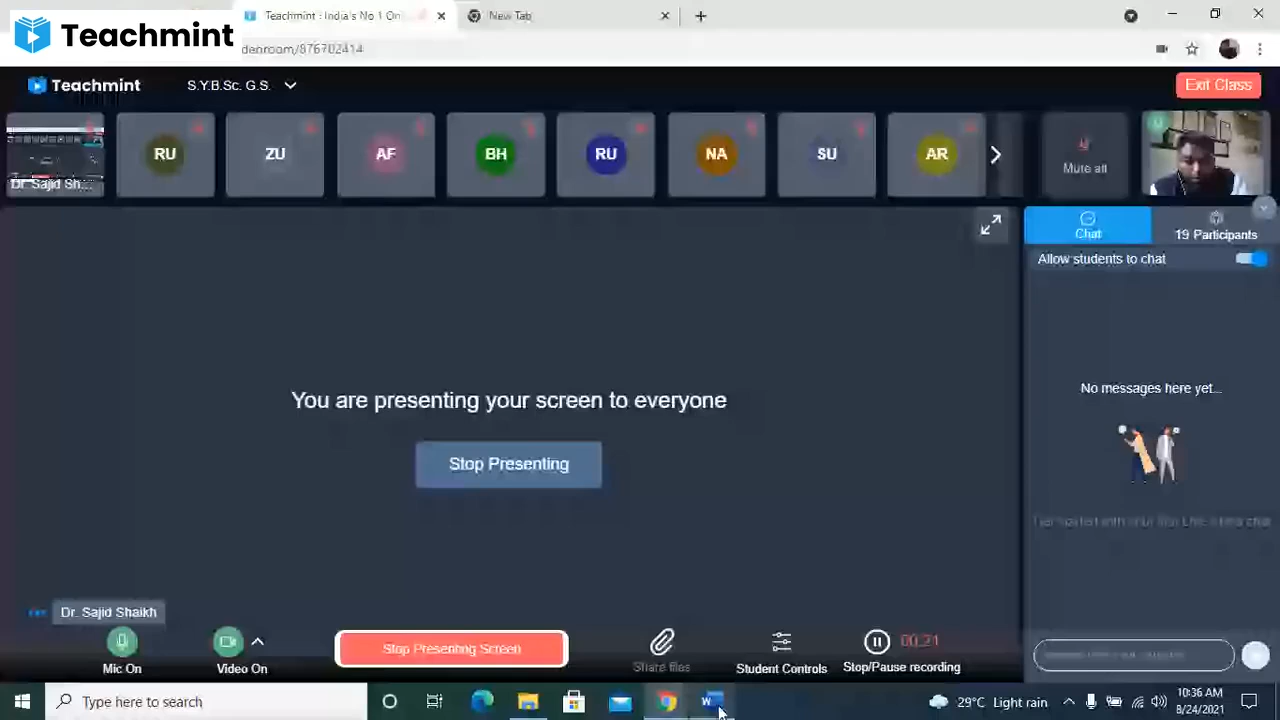 Teachmint : India's No 1 Onl
New Tab
Teachmint
Teachmint
S.Y.B.Sc. G.S.
Exit Class
RU
ZU
AF
BH
RU
NA
SU
AR
Mute all
Dr. Sajid Sh...
Chat
19 Participants
Allow students to chat
No messages here yet...
You are presenting your screen to everyone
Stop Presenting
Dr. Sajid Shaikh
Mic On
Video On
Stop Presenting Screen
Share files
Student Controls
00:21
Stop/Pause recording
Type here to search
29°C Light rain
10:36 AM
8/24/2021